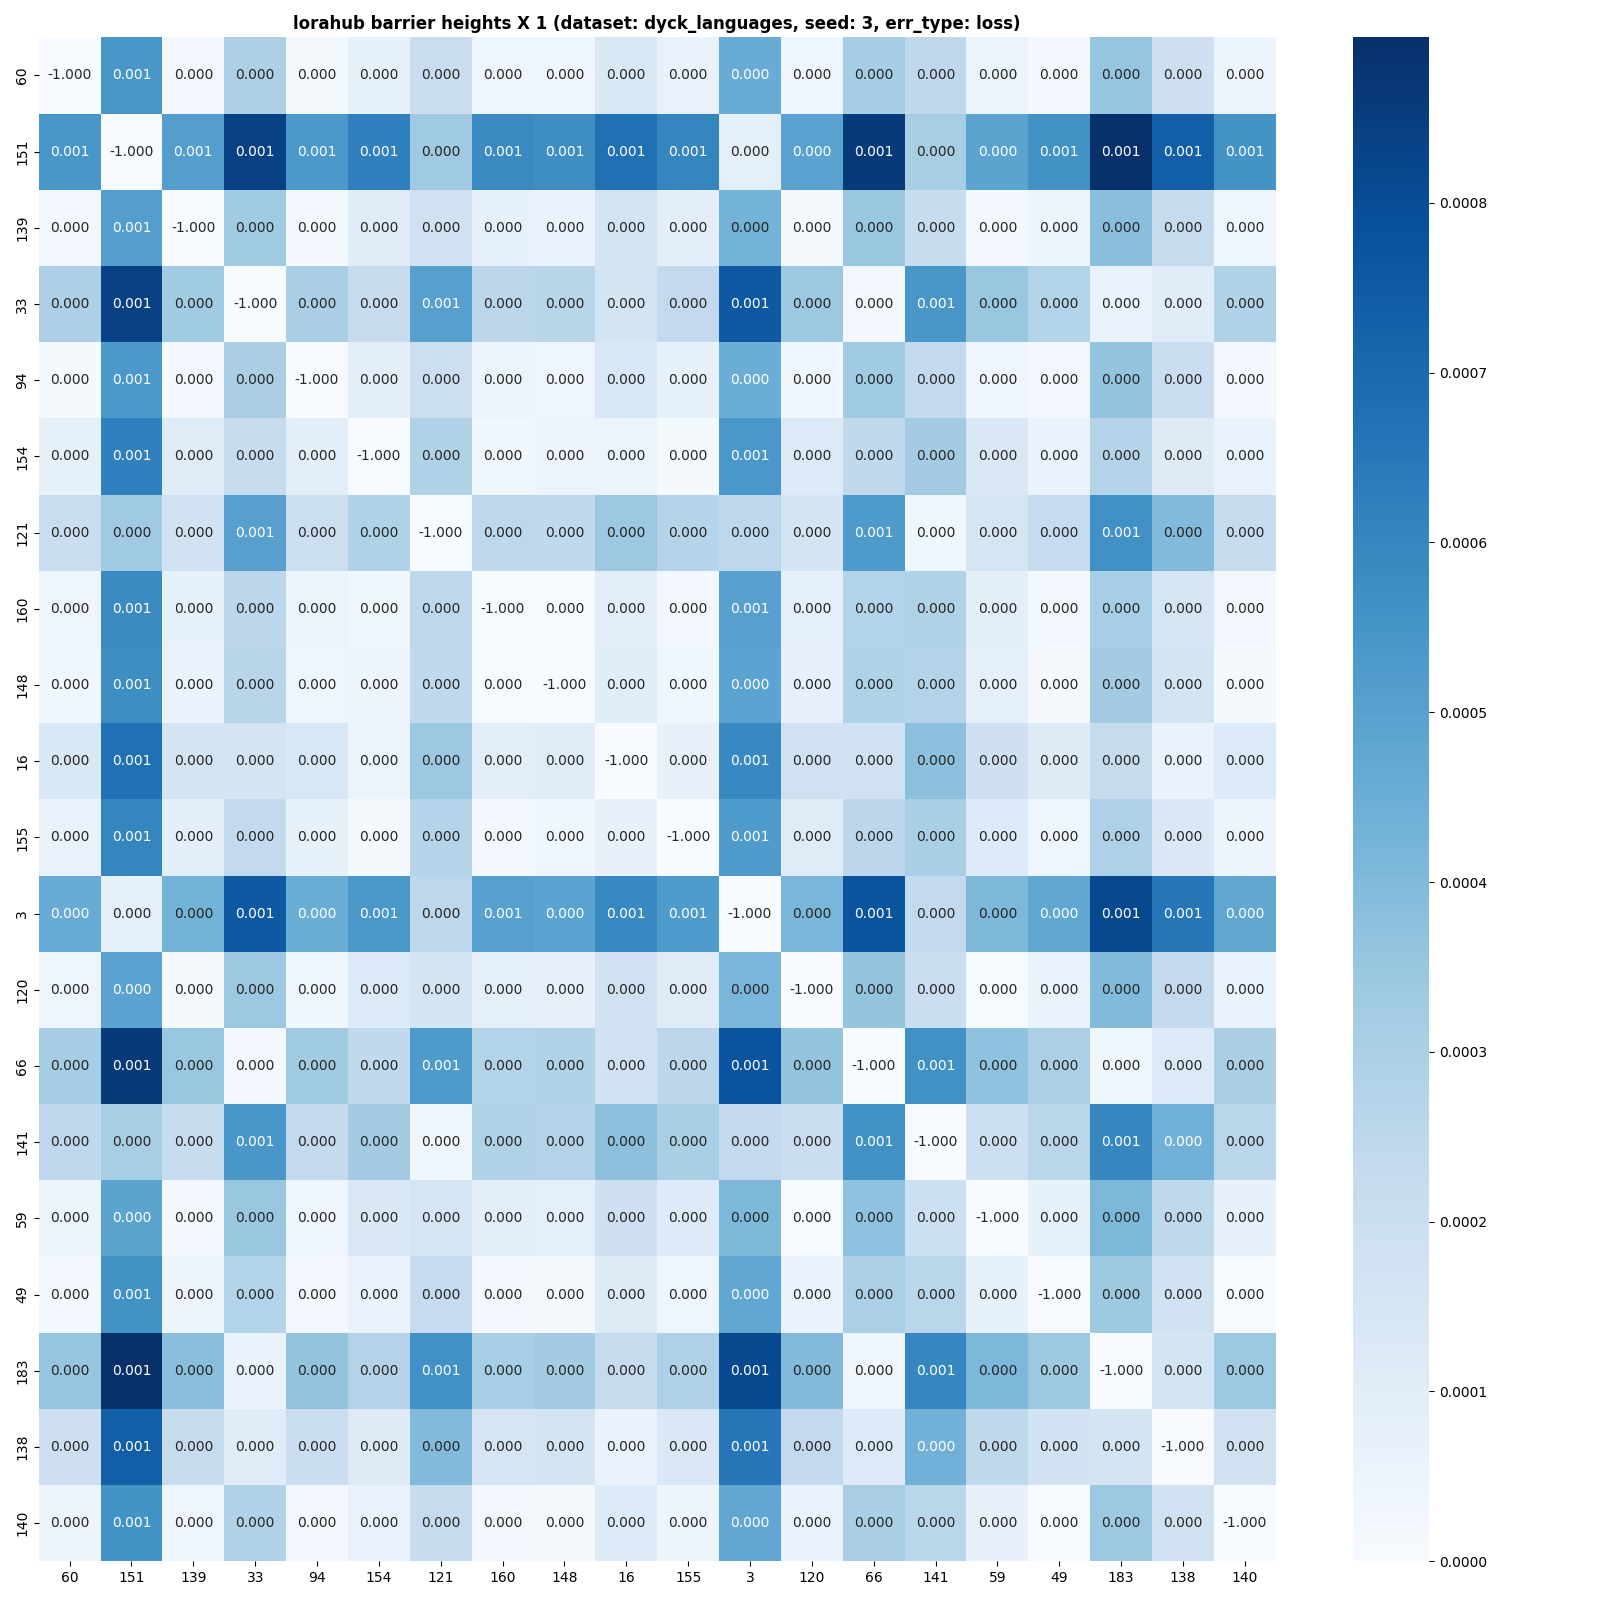 lorahub barrier heights X 1 (dataset: dyck_languages, seed: 3, err_type: loss)
60 -1.000 0.001 0.000 0.000 0.000 0.000 0.000 0.000 0.000 0.000 0.000 0.000 0.000 0.000 0.000 0.000 0.000 0.000 0.000 0.000
151 0.001 -1.000 0.001 0.001 0.001 0.001 0.000 0.001 0.001 0.001 0.001 0.000 0.000 0.001 0.000 0.000 0.001 0.001 0.001 0.001
139 0.000 0.001 -1.000 0.000 0.000 0.000 0.000 0.000 0.000 0.000 0.000 0.000 0.000 0.000 0.000 0.000 0.000 0.000 0.000 0.000
33 0.000 0.001 0.000 -1.000 0.000 0.000 0.001 0.000 0.000 0.000 0.000 0.001 0.000 0.000 0.001 0.000 0.000 0.000 0.000 0.000
94 0.000 0.001 0.000 0.000 -1.000 0.000 0.000 0.000 0.000 0.000 0.000 0.000 0.000 0.000 0.000 0.000 0.000 0.000 0.000 0.000
154 0.000 0.001 0.000 0.000 0.000 -1.000 0.000 0.000 0.000 0.000 0.000 0.001 0.000 0.000 0.000 0.000 0.000 0.000 0.000 0.000
121 0.000 0.000 0.000 0.001 0.000 0.000 -1.000 0.000 0.000 0.000 0.000 0.000 0.000 0.001 0.000 0.000 0.000 0.001 0.000 0.000
160 0.000 0.001 0.000 0.000 0.000 0.000 0.000 -1.000 0.000 0.000 0.000 0.001 0.000 0.000 0.000 0.000 0.000 0.000 0.000 0.000
148 0.000 0.001 0.000 0.000 0.000 0.000 0.000 0.000 -1.000 0.000 0.000 0.000 0.000 0.000 0.000 0.000 0.000 0.000 0.000 0.000
16 0.000 0.001 0.000 0.000 0.000 0.000 0.000 0.000 0.000 -1.000 0.000 0.001 0.000 0.000 0.000 0.000 0.000 0.000 0.000 0.000
155 0.000 0.001 0.000 0.000 0.000 0.000 0.000 0.000 0.000 0.000 -1.000 0.001 0.000 0.000 0.000 0.000 0.000 0.000 0.000 0.000
3 0.000 0.000 0.000 0.001 0.000 0.001 0.000 0.001 0.000 0.001 0.001 -1.000 0.000 0.001 0.000 0.000 0.000 0.001 0.001 0.000
120 0.000 0.000 0.000 0.000 0.000 0.000 0.000 0.000 0.000 0.000 0.000 0.000 -1.000 0.000 0.000 0.000 0.000 0.000 0.000 0.000
66 0.000 0.001 0.000 0.000 0.000 0.000 0.001 0.000 0.000 0.000 0.000 0.001 0.000 -1.000 0.001 0.000 0.000 0.000 0.000 0.000
141 0.000 0.000 0.000 0.001 0.000 0.000 0.000 0.000 0.000 0.000 0.000 0.000 0.000 0.001 -1.000 0.000 0.000 0.001 0.000 0.000
59 0.000 0.000 0.000 0.000 0.000 0.000 0.000 0.000 0.000 0.000 0.000 0.000 0.000 0.000 0.000 -1.000 0.000 0.000 0.000 0.000
49 0.000 0.001 0.000 0.000 0.000 0.000 0.000 0.000 0.000 0.000 0.000 0.000 0.000 0.000 0.000 0.000 -1.000 0.000 0.000 0.000
183 0.000 0.001 0.000 0.000 0.000 0.000 0.001 0.000 0.000 0.000 0.000 0.001 0.000 0.000 0.001 0.000 0.000 -1.000 0.000 0.000
138 0.000 0.001 0.000 0.000 0.000 0.000 0.000 0.000 0.000 0.000 0.000 0.001 0.000 0.000 0.000 0.000 0.000 0.000 -1.000 0.000
140 0.000 0.001 0.000 0.000 0.000 0.000 0.000 0.000 0.000 0.000 0.000 0.000 0.000 0.000 0.000 0.000 0.000 0.000 0.000 -1.000
60 151 139 33 94 154 121 160 148 16 155 3 120 66 141 59 49 183 138 140
0.0008
0.0007
0.0006
0.0005
0.0004
0.0003
0.0002
0.0001
0.0000